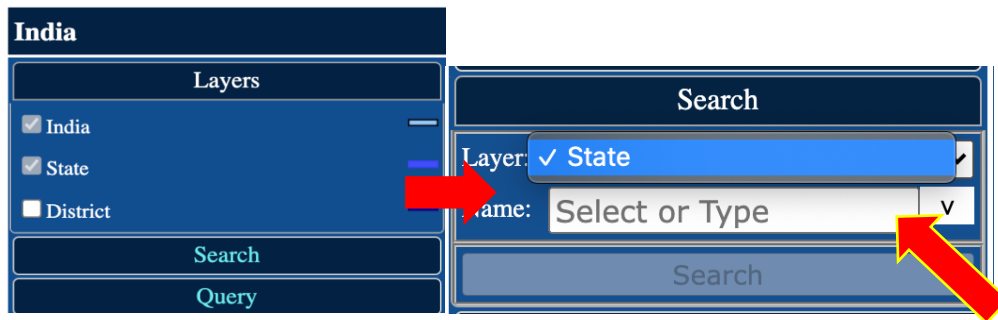 India
Layers
India
State
District
Search
Query
Search
Layer: ✓ State
Name: Select or Type V
Search